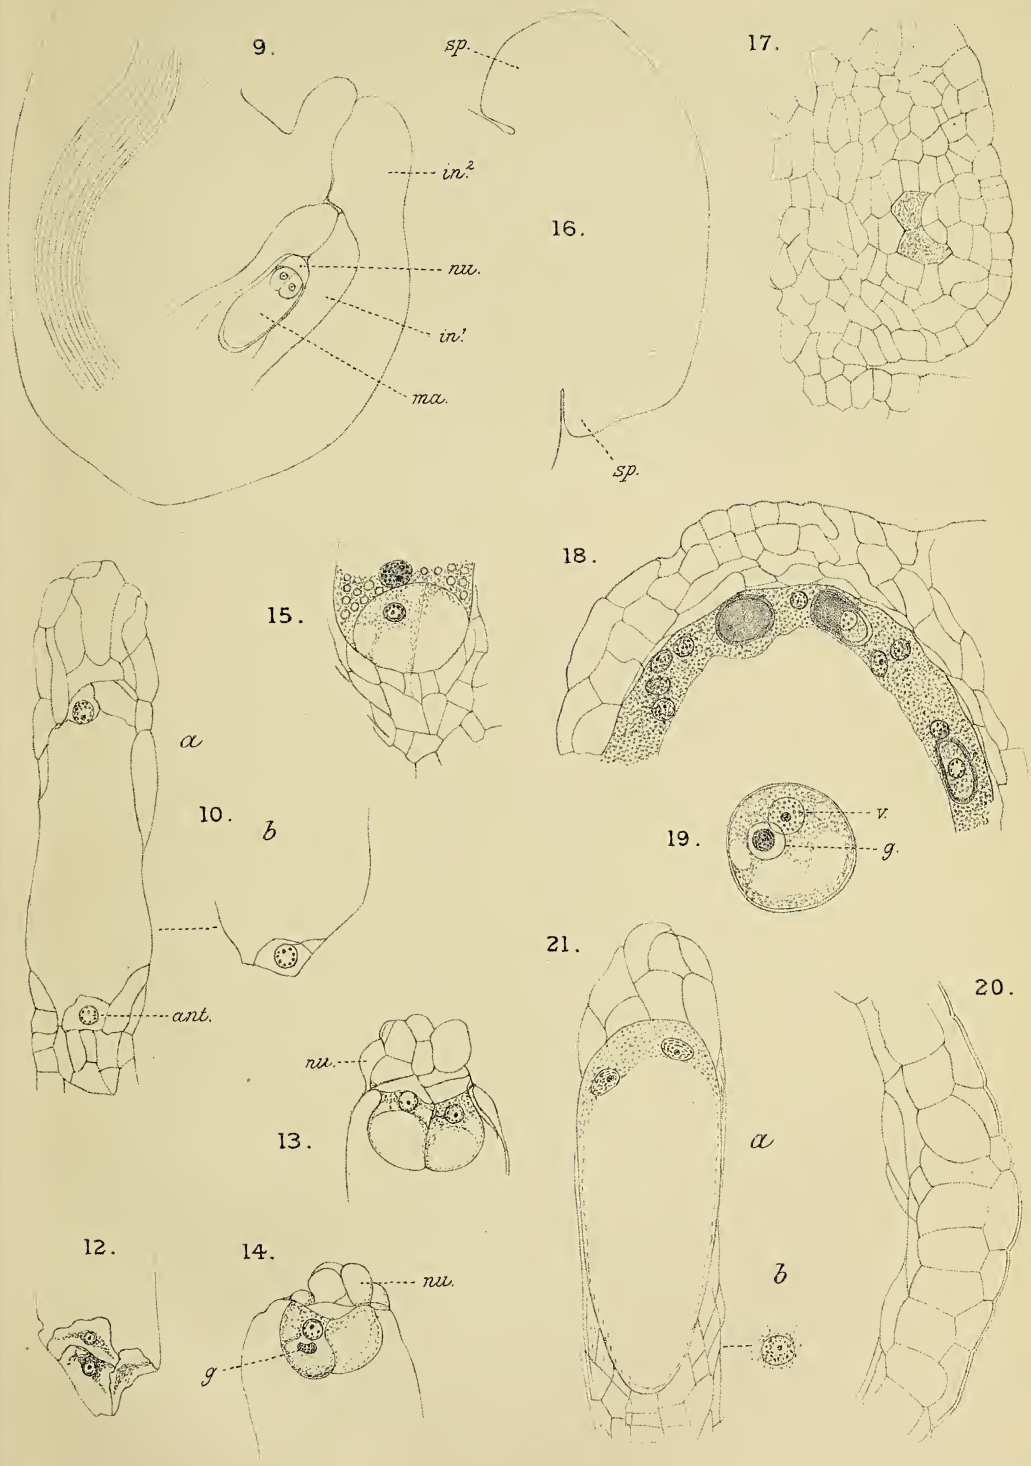 9.
sp.
17.
in.²
16.
nu.
in.¹
ma.
sp.
18.
15.
a
10.
b
v.
19.
g.
21.
20.
ant.
nu.
13.
a
12.
14.
b
nu.
g